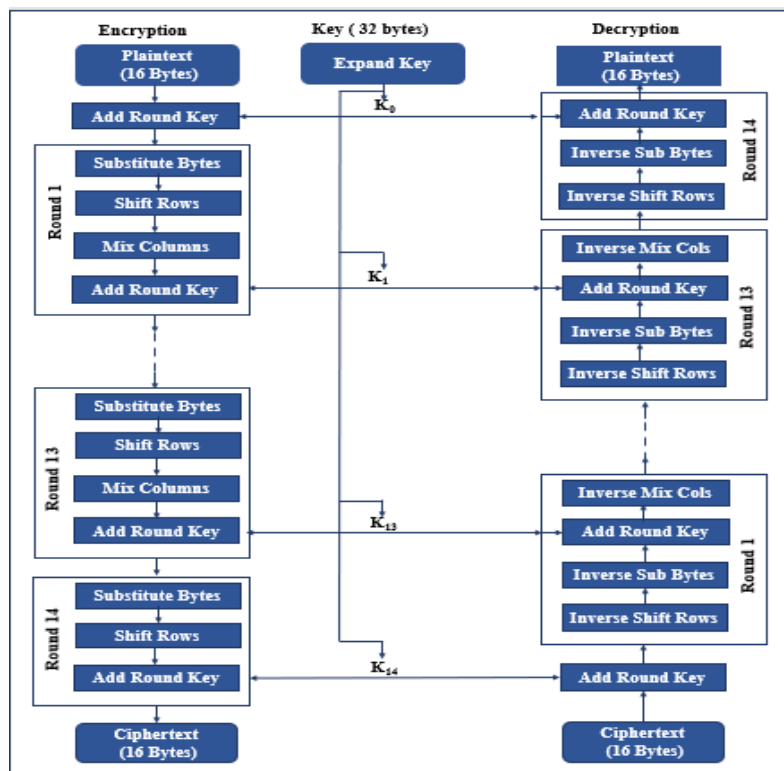 Encryption
Plaintext
(16 Bytes)
Add Round Key
Round 1
Substitute Bytes
Shift Rows
Mix Columns
Add Round Key
Round 13
Substitute Bytes
Shift Rows
Mix Columns
Add Round Key
Round 14
Substitute Bytes
Shift Rows
Add Round Key
Ciphertext
(16 Bytes)
Key ( 32 bytes)
Expand Key
K0
K1
K13
K14
Decryption
Plaintext
(16 Bytes)
Add Round Key
Inverse Sub Bytes
Inverse Shift Rows
Round 14
Inverse Mix Cols
Add Round Key
Inverse Sub Bytes
Inverse Shift Rows
Round 13
Inverse Mix Cols
Add Round Key
Inverse Sub Bytes
Inverse Shift Rows
Round 1
Add Round Key
Ciphertext
(16 Bytes)